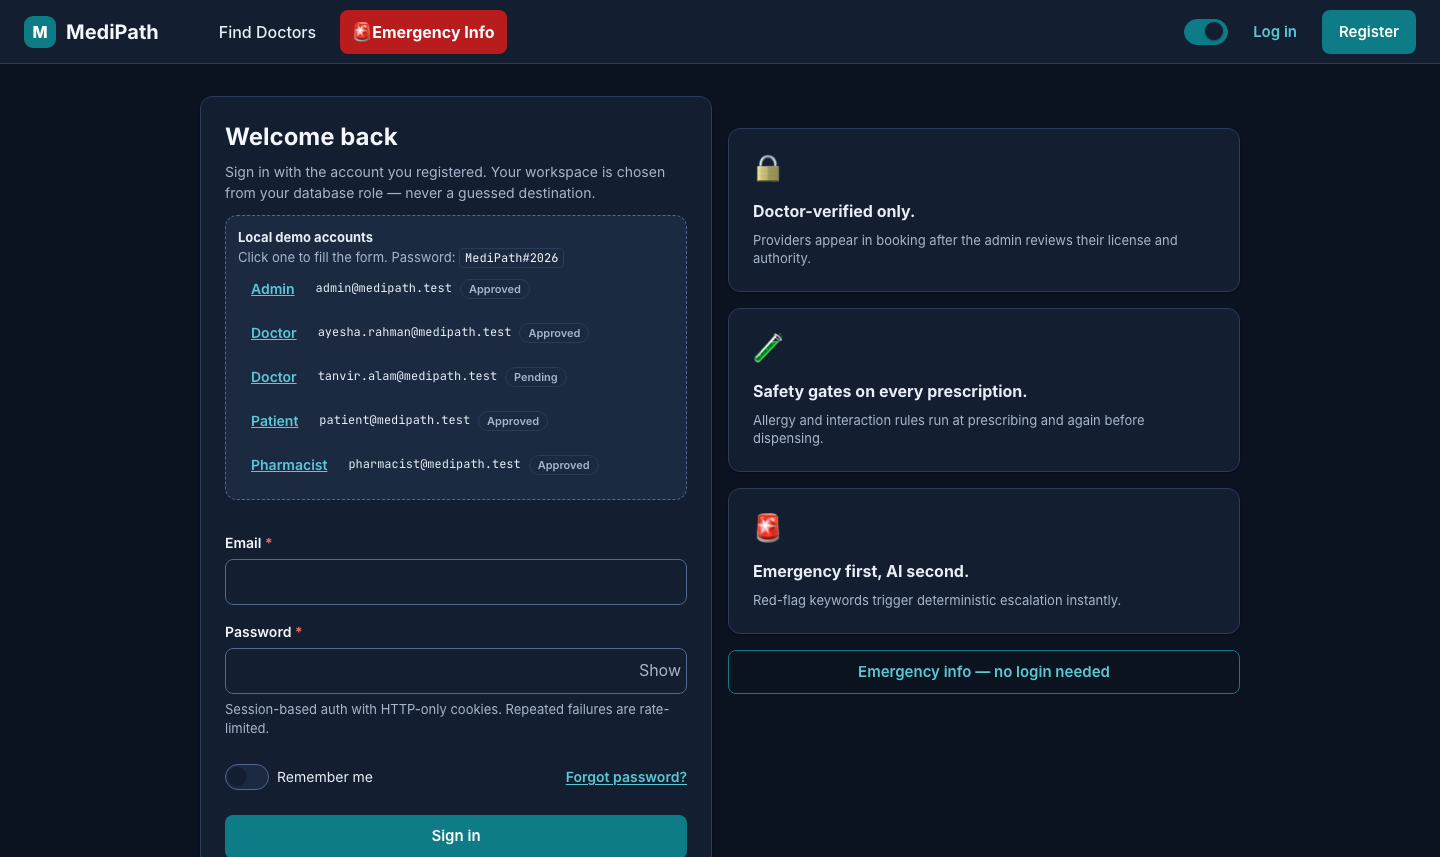 M MediPath Find Doctors 🚨Emergency Info Log in Register
Welcome back
Sign in with the account you registered. Your workspace is chosen
from your database role — never a guessed destination.
Local demo accounts
Click one to fill the form. Password: MediPath#2026
Admin admin@medipath.test Approved
Doctor ayesha.rahman@medipath.test Approved
Doctor tanvir.alam@medipath.test Pending
Patient patient@medipath.test Approved
Pharmacist pharmacist@medipath.test Approved
Email *
Password *
Show
Session-based auth with HTTP-only cookies. Repeated failures are rate-
limited.
Remember me Forgot password?
Sign in
Doctor-verified only.
Providers appear in booking after the admin reviews their license and
authority.
Safety gates on every prescription.
Allergy and interaction rules run at prescribing and again before
dispensing.
Emergency first, AI second.
Red-flag keywords trigger deterministic escalation instantly.
Emergency info — no login needed